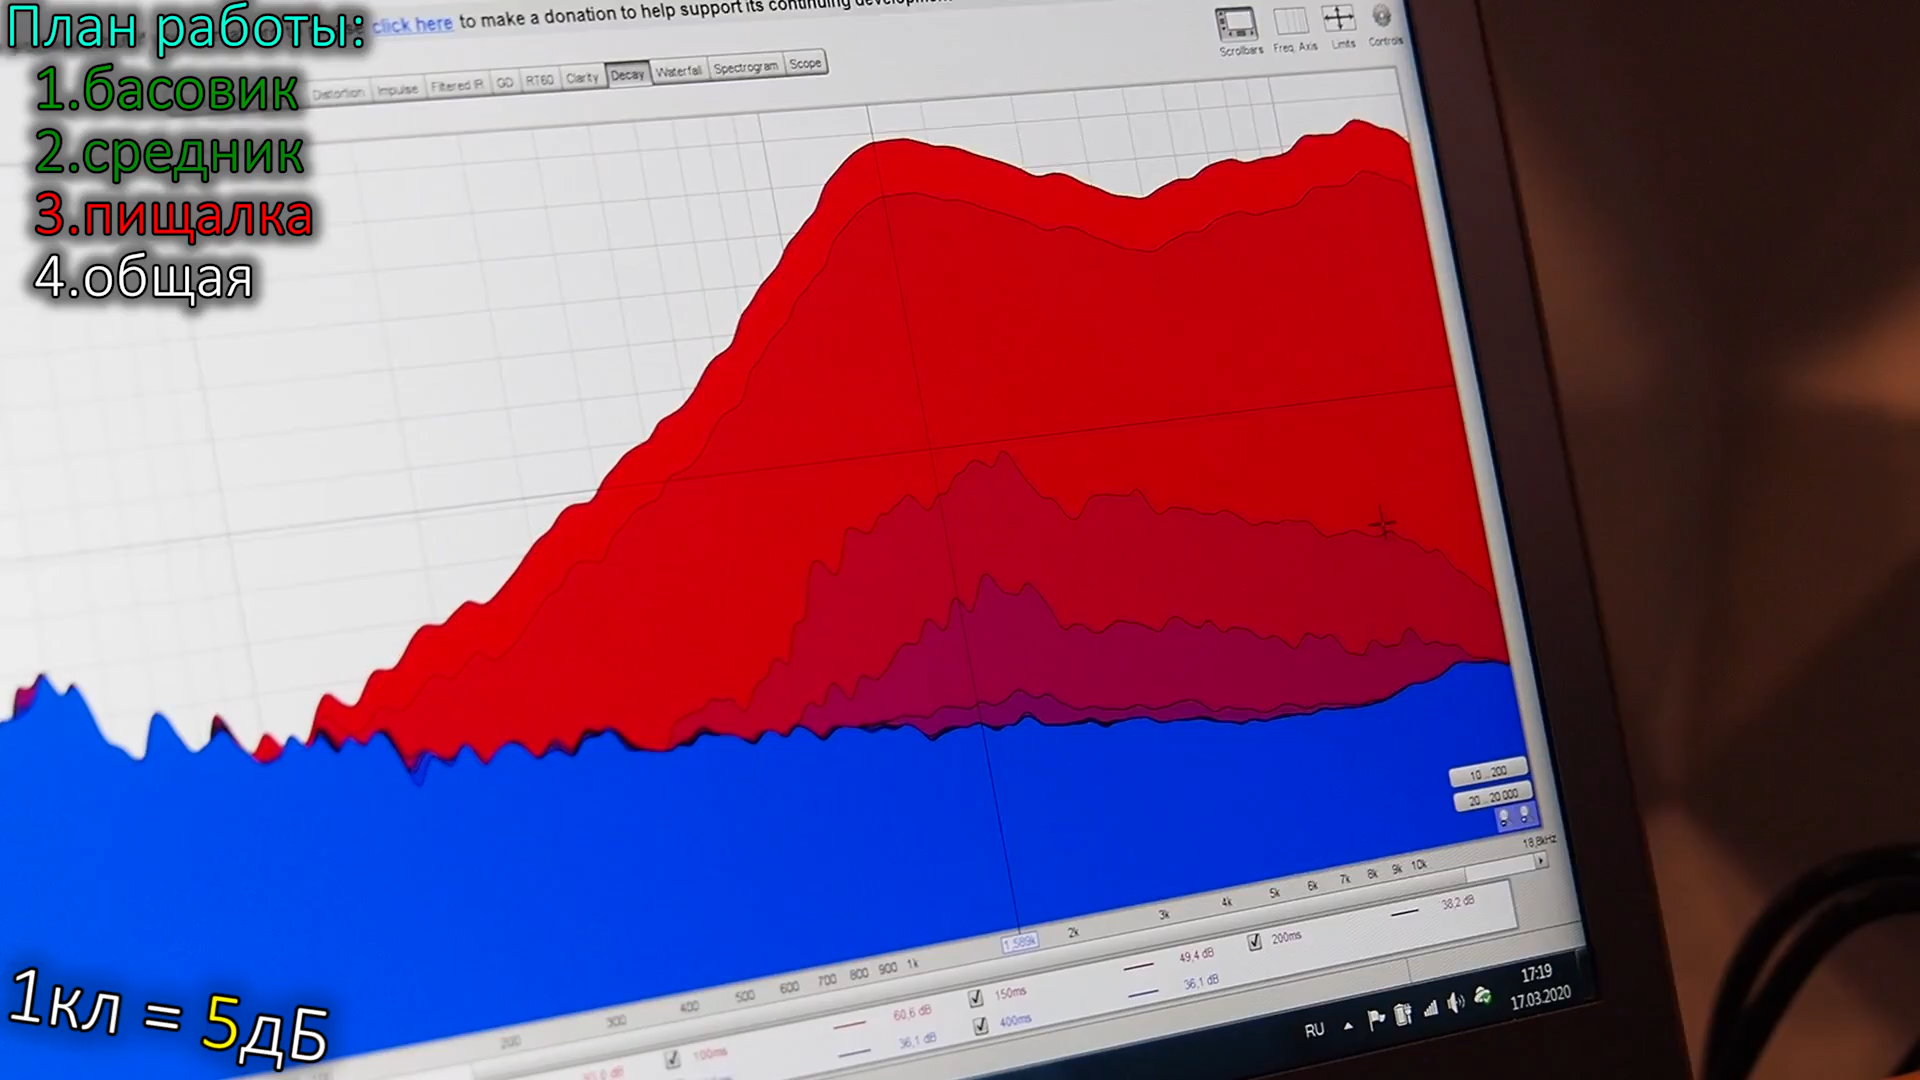 План работы:
1.басовик
2.средник
3.пищалка
4.общая
click here to make a donation to help support its continuing
Distortion Impulse Filtered IR GD RT60 Clarity Decay Waterfall Spectrogram Scope
Scrollbars Freq. Axis Limits Controls
10 .. 200
20 .. 20 000
18,8kHz
200 300 400 500 600 700 800 900 1k 1,589k 2k 3k 4k 5k 6k 7k 8k 9k 10k
100ms 60,6 dB 150ms 49,4 dB 200ms 38,2 dB
36,1 dB 400ms 36,1 dB
1кл = 5дБ
RU 17:19
17.03.2020